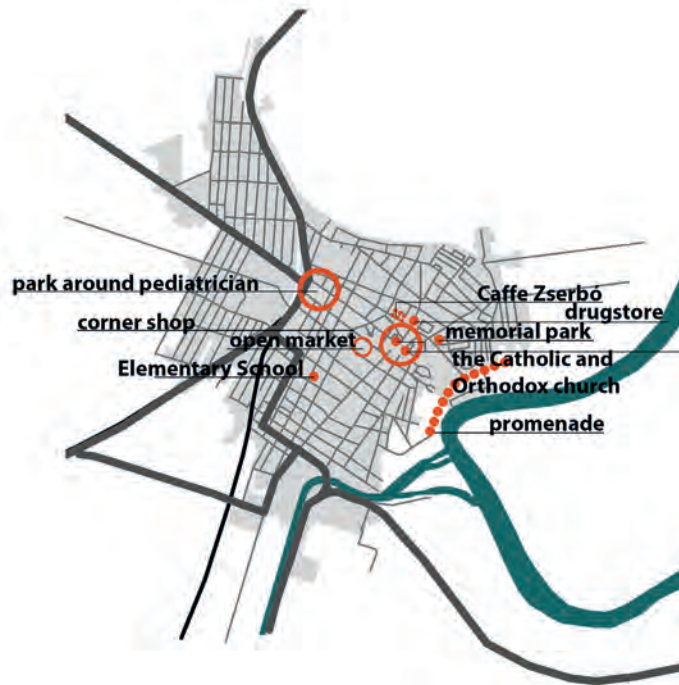 park around pediatrician
Caffe Zserbó
drugstore
corner shop
open market
memorial park
Elementary School
the Catholic and
Orthodox church
promenade